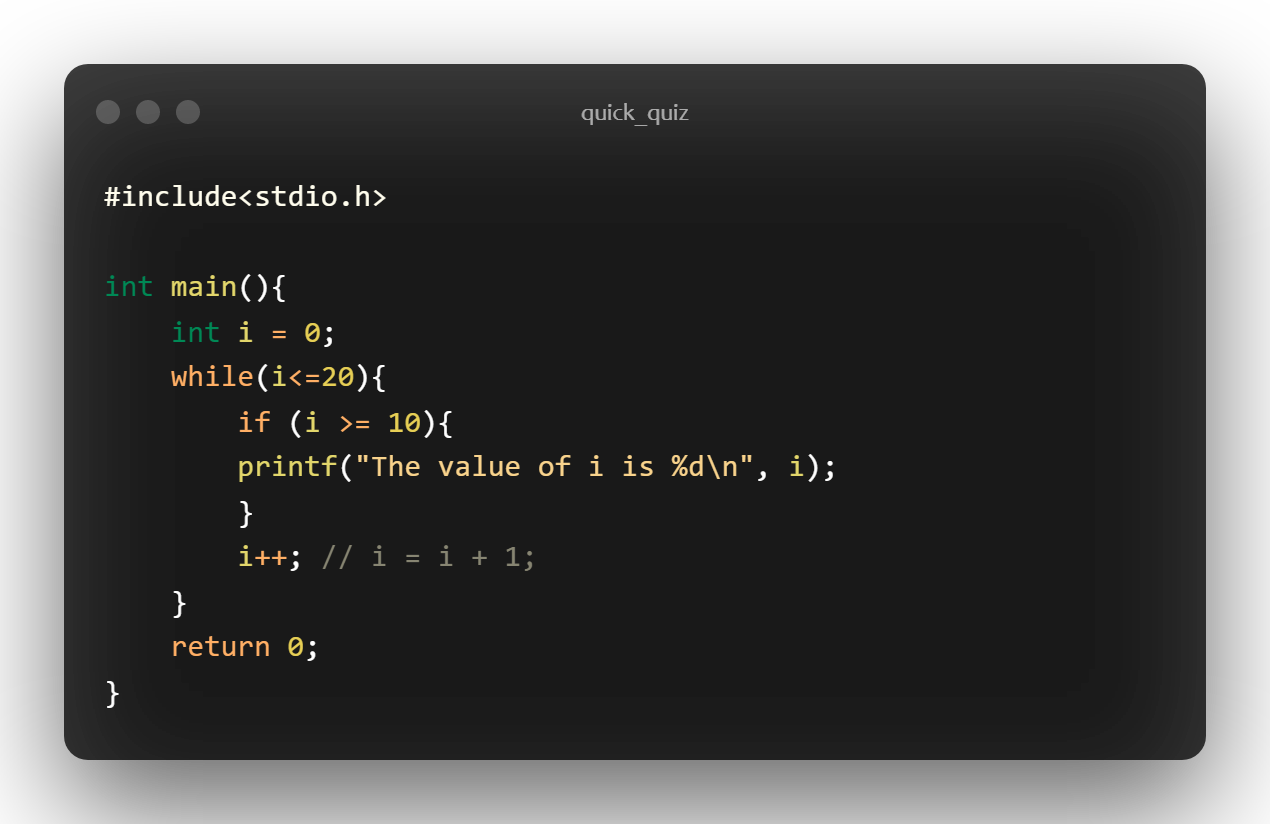 quick_quiz
#include<stdio.h>
int main(){
    int i = 0;
    while(i<=20){
        if (i >= 10){
        printf("The value of i is %d\n", i);
        }
        i++; // i = i + 1;
    }
    return 0;
}